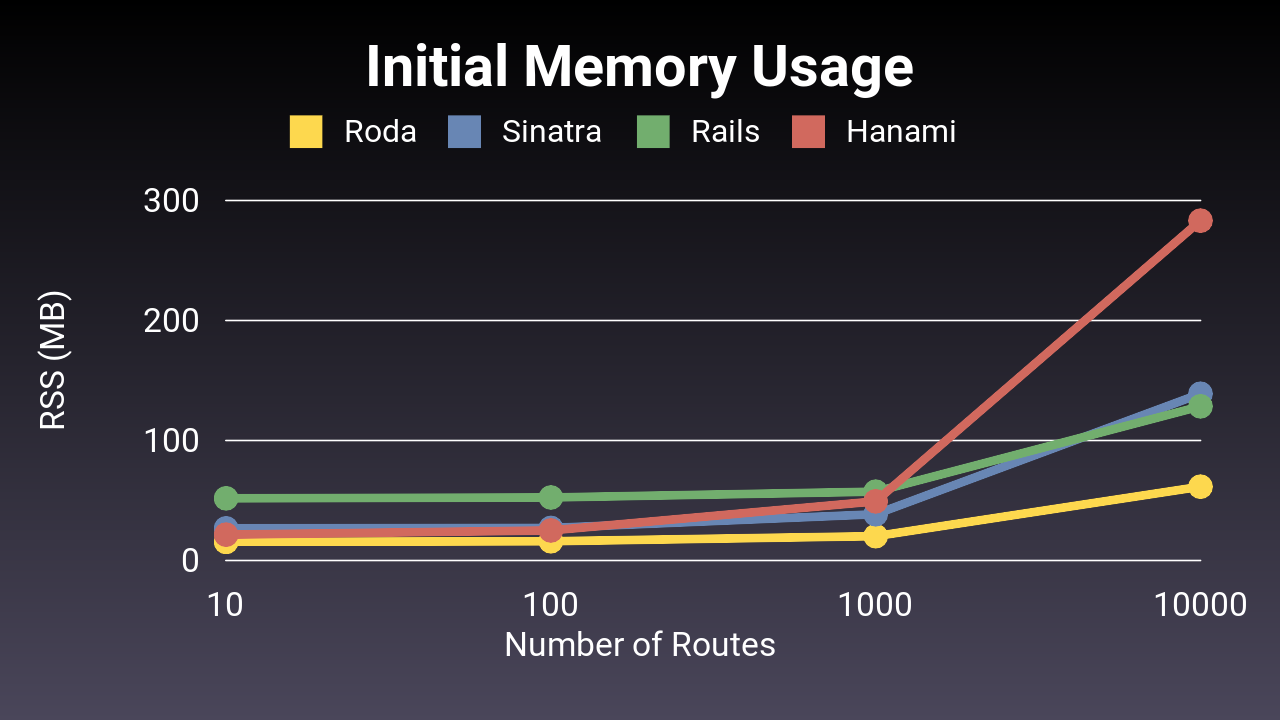 Initial Memory Usage
Roda Sinatra Rails Hanami
300
200
100
0
RSS (MB)
10 100 1000 10000
Number of Routes